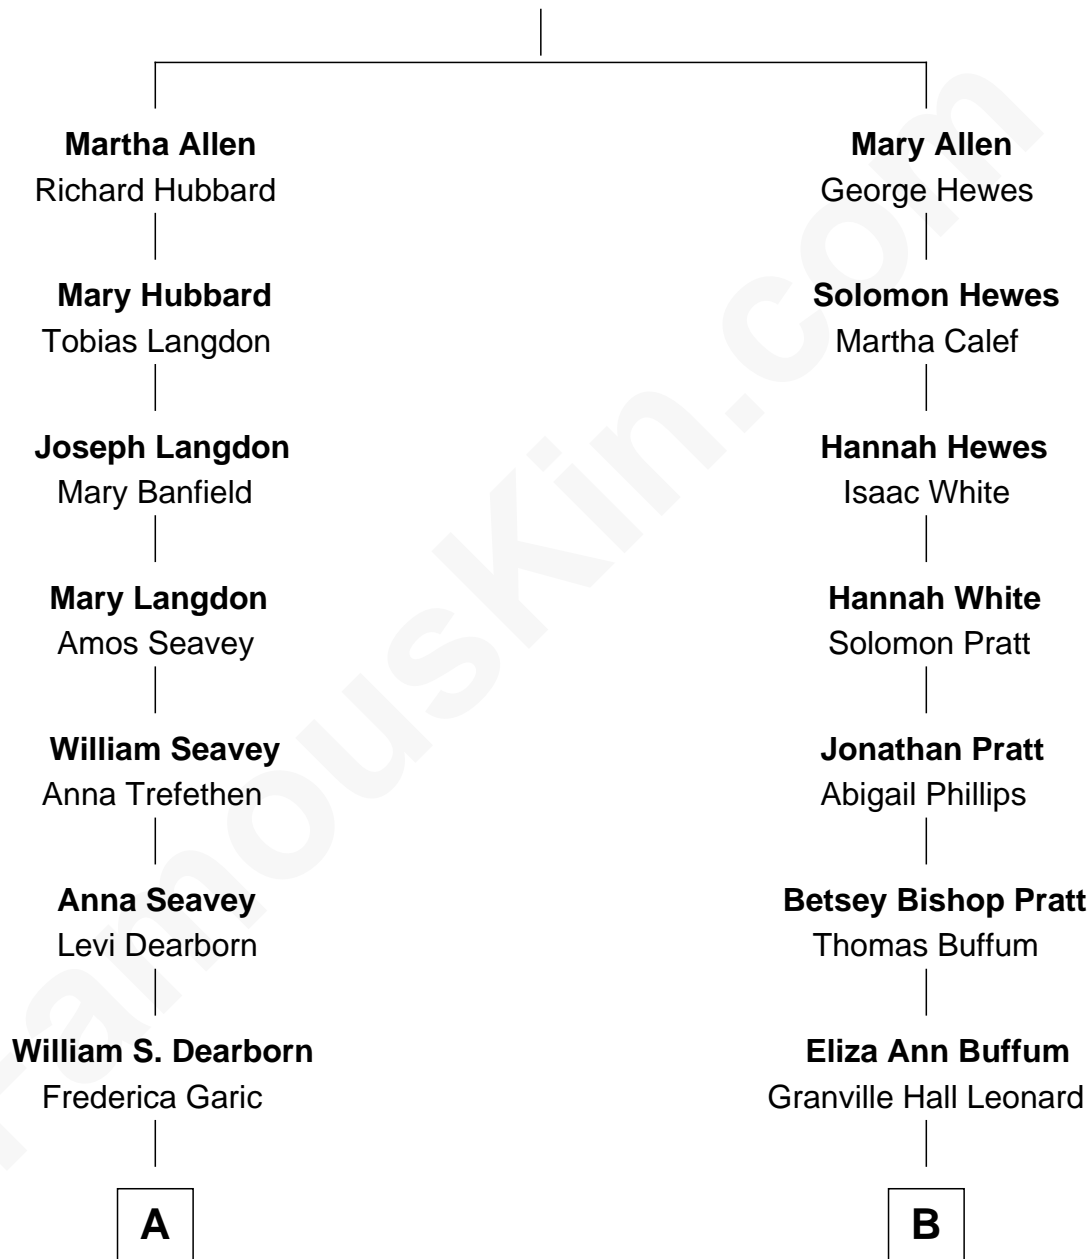 Martha Allen
Richard Hubbard
Mary Hubbard
Tobias Langdon
Joseph Langdon
Mary Banfield
Mary Langdon
Amos Seavey
William Seavey
Anna Trefethen
Anna Seavey
Levi Dearborn
William S. Dearborn
Frederica Garic
A
Mary Allen
George Hewes
Solomon Hewes
Martha Calef
Hannah Hewes
Isaac White
Hannah White
Solomon Pratt
Jonathan Pratt
Abigail Phillips
Betsey Bishop Pratt
Thomas Buffum
Eliza Ann Buffum
Granville Hall Leonard
B
FamousKin.com